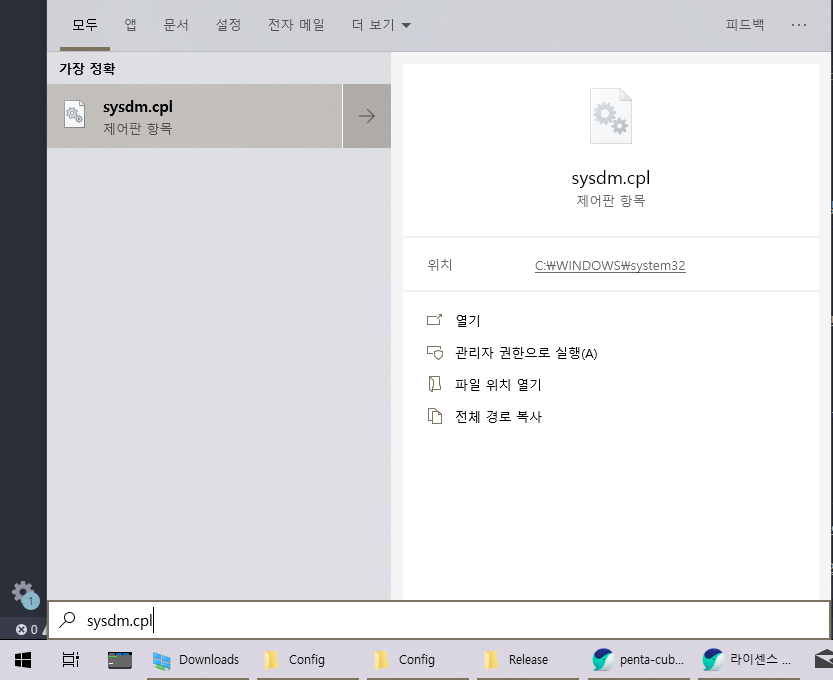 모두 앱 문서 설정 전자 메일 더 보기 피드백 ···
가장 정확
sysdm.cpl
제어판 항목
sysdm.cpl
제어판 항목
위치 C:₩WINDOWS₩system32
열기
관리자 권한으로 실행(A)
파일 위치 열기
전체 경로 복사
1
0
sysdm.cpl
Downloads Config Config Release penta-cub... 라이센스 ...